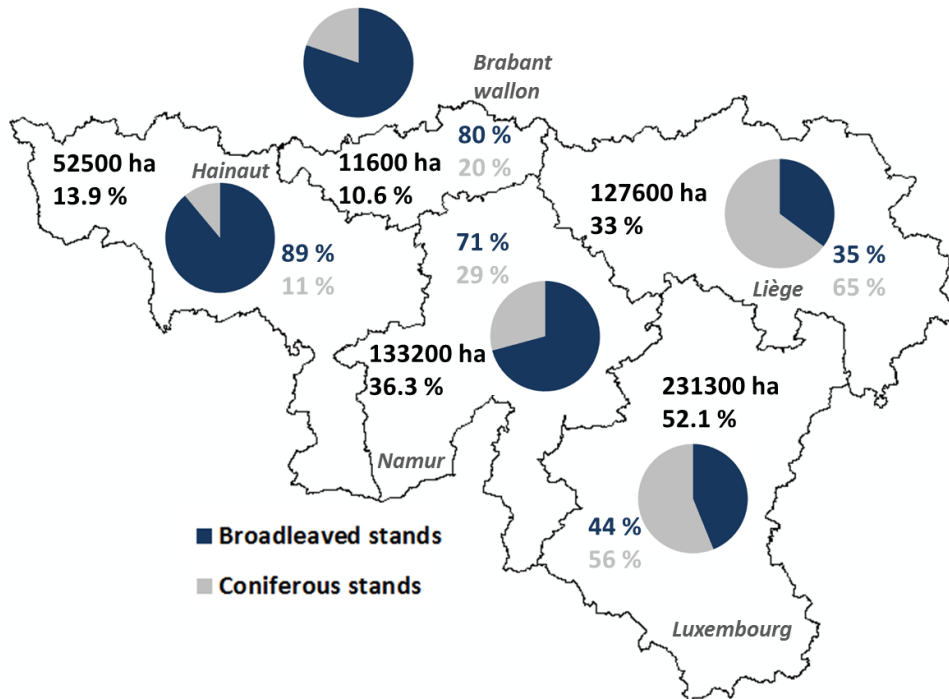 Brabant
wallon
80 %
20 %
52500 ha
13.9 %
Hainaut
89 %
11 %
11600 ha
10.6 %
127600 ha
33 %
35 %
65 %
Liège
71 %
29 %
133200 ha
36.3 %
Namur
231300 ha
52.1 %
44 %
56 %
Luxembourg
Broadleaved stands
Coniferous stands